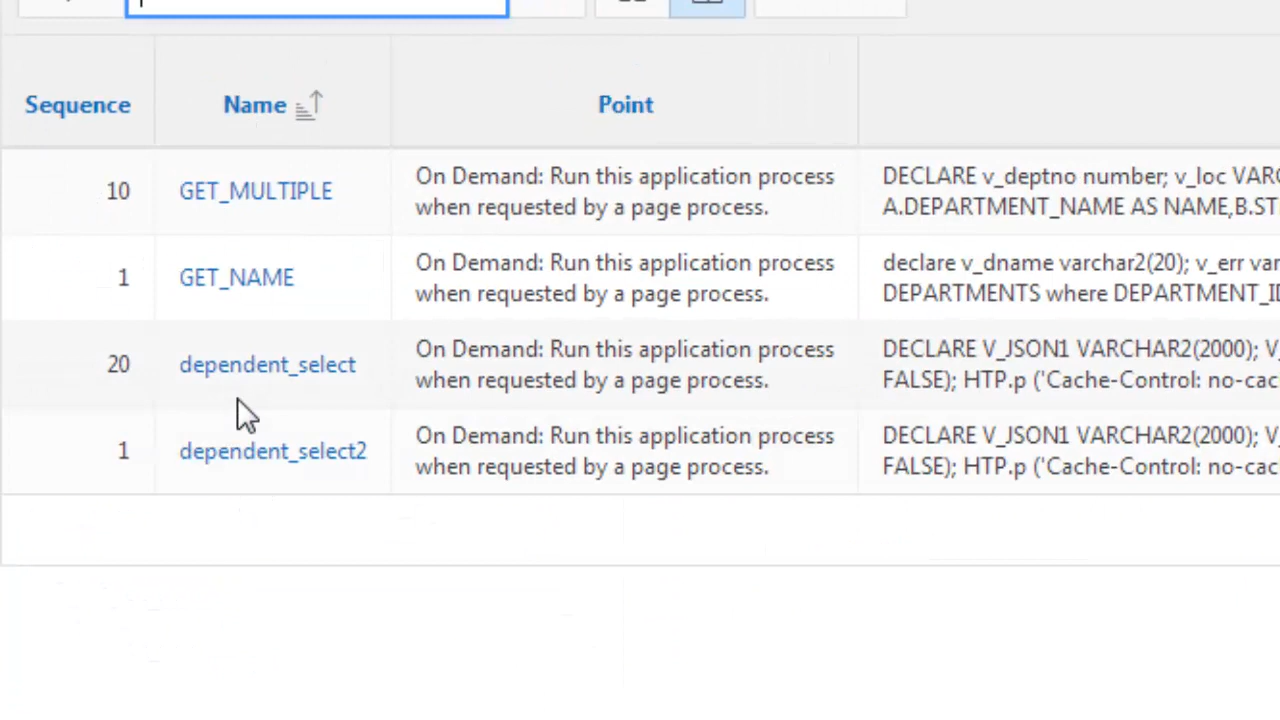 Sequence Name Point
10 GET_MULTIPLE On Demand: Run this application process DECLARE v_deptno number; v_loc
when requested by a page process. A.DEPARTMENT_NAME AS NAME,B.
1 GET_NAME On Demand: Run this application process declare v_dname varchar2(20); v_err
when requested by a page process. DEPARTMENTS where
20 dependent_select On Demand: Run this application process DECLARE V_JSON1 VARCHAR2(2000);
when requested by a page process. FALSE); HTP.p ('Cache-Control:
1 dependent_select2 On Demand: Run this application process DECLARE V_JSON1 VARCHAR2(2000);
when requested by a page process. FALSE); HTP.p ('Cache-Control: